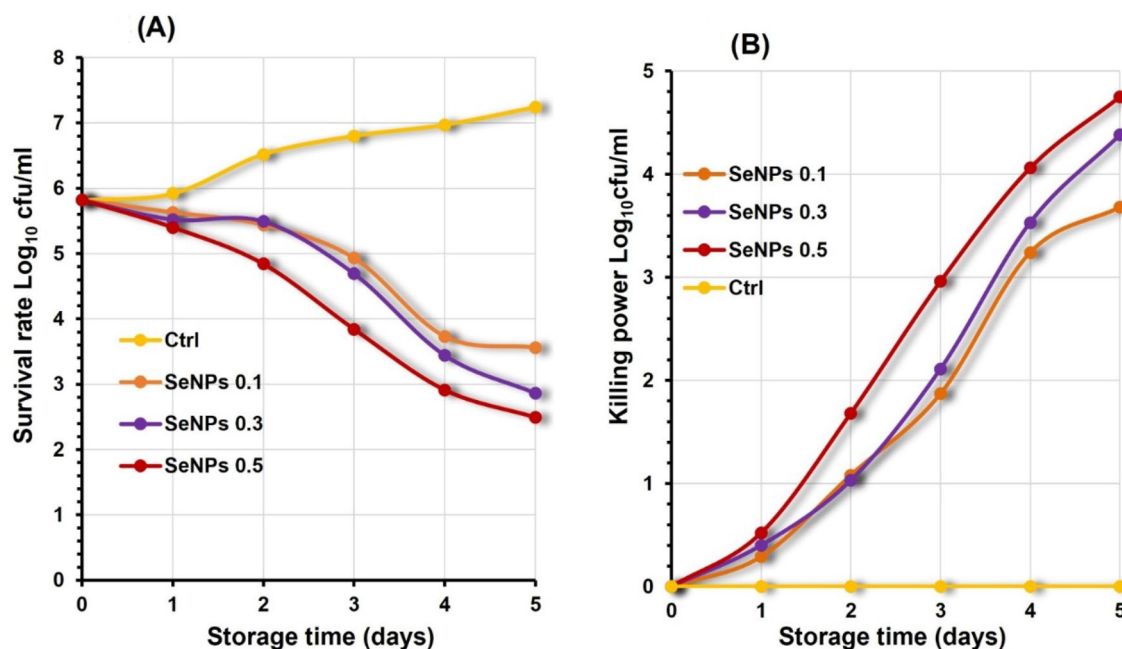 (A)
Survival rate Log10 cfu/ml
8
7
6
5
4
3
2
1
0
Ctrl
SeNPs 0.1
SeNPs 0.3
SeNPs 0.5
0 1 2 3 4 5
Storage time (days)
(B)
Killing power Log10cfu/ml
5
4
3
2
1
0
SeNPs 0.1
SeNPs 0.3
SeNPs 0.5
Ctrl
0 1 2 3 4 5
Storage time (days)